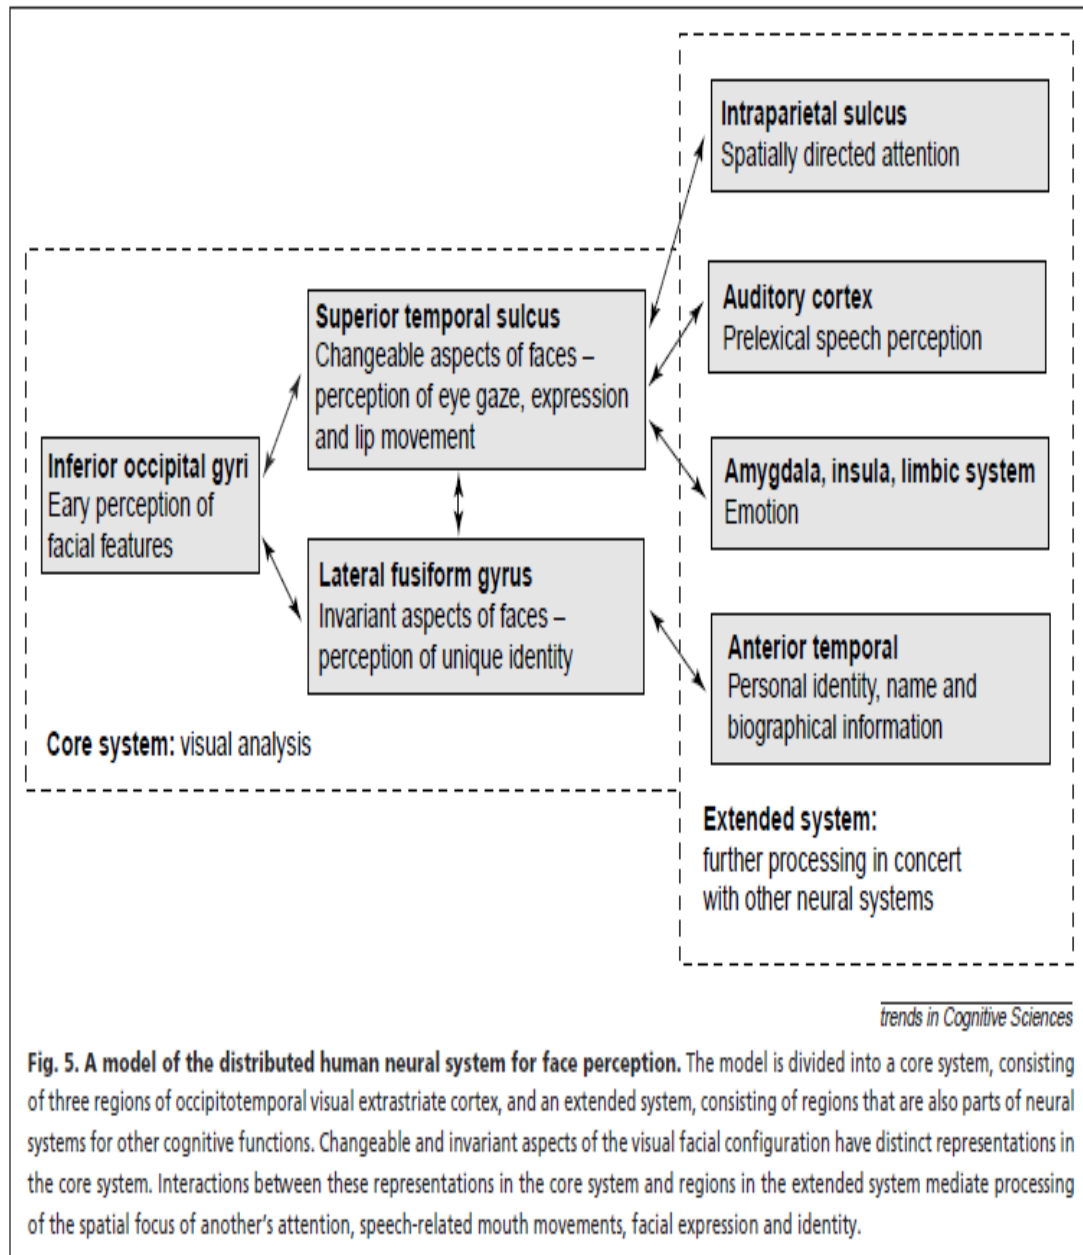 Intraparietal sulcus
Spatially directed attention
Superior temporal sulcus
Changeable aspects of faces –
perception of eye gaze, expression
and lip movement
Auditory cortex
Prelexical speech perception
Inferior occipital gyri
Eary perception of
facial features
Amygdala, insula, limbic system
Emotion
Lateral fusiform gyrus
Invariant aspects of faces –
perception of unique identity
Anterior temporal
Personal identity, name and
biographical information
Core system: visual analysis
Extended system:
further processing in concert
with other neural systems
trends in Cognitive Sciences
Fig. 5. A model of the distributed human neural system for face perception. The model is divided into a core system, consisting
of three regions of occipitotemporal visual extrastriate cortex, and an extended system, consisting of regions that are also parts of neural
systems for other cognitive functions. Changeable and invariant aspects of the visual facial configuration have distinct representations in
the core system. Interactions between these representations in the core system and regions in the extended system mediate processing
of the spatial focus of another’s attention, speech-related mouth movements, facial expression and identity.